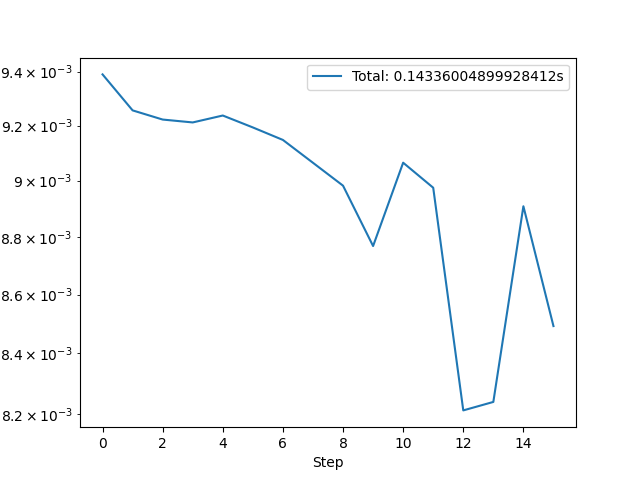 Total: 0.14336004899928412s
9.4 × 10⁻³
9.2 × 10⁻³
9 × 10⁻³
8.8 × 10⁻³
8.6 × 10⁻³
8.4 × 10⁻³
8.2 × 10⁻³
0 2 4 6 8 10 12 14
Step